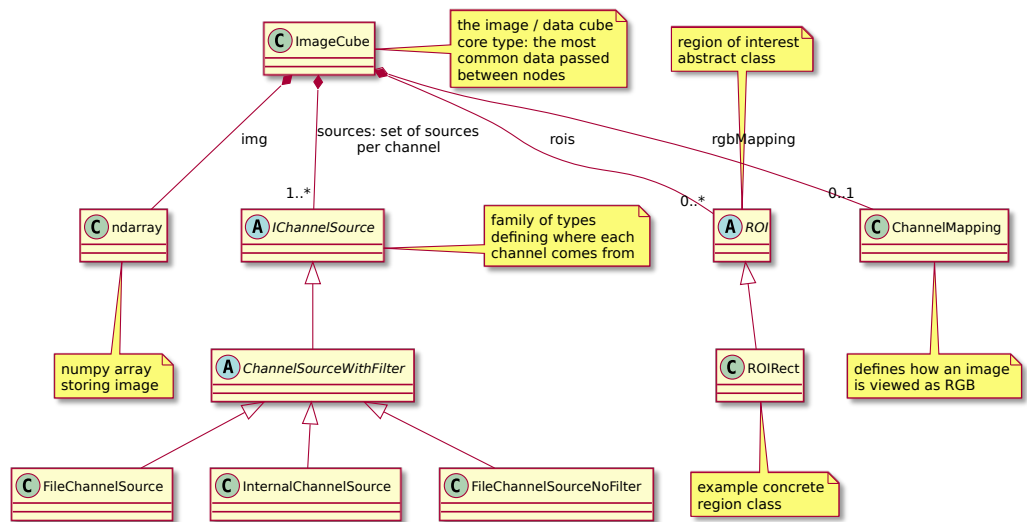 C ImageCube
the image / data cube
core type: the most
common data passed
between nodes
region of interest
abstract class
img
sources: set of sources
per channel
rois
rgbMapping
1..*
0..*
0..1
C ndarray
A IChannelSource
family of types
defining where each
channel comes from
A ROI
C ChannelMapping
numpy array
storing image
A ChannelSourceWithFilter
C ROIRect
defines how an image
is viewed as RGB
C FileChannelSource
C InternalChannelSource
C FileChannelSourceNoFilter
example concrete
region class